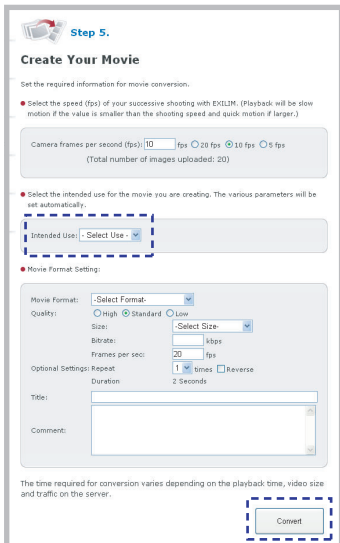 Step 5.
Create Your Movie
Set the required information for movie conversion.
Select the speed (fps) of your successive shooting with EXILIM. (Playback will be slow
motion if the value is smaller than the shooting speed and quick motion if larger.)
Camera frames per second (fps): 10 fps 20 fps 10 fps 5 fps
(Total number of images uploaded: 20)
Select the intended use for the movie you are creating. The various parameters will be
set automatically.
Intended Use: - Select Use -
Movie Format Setting:
Movie Format: -Select Format-
Quality: High Standard Low
Size: -Select Size-
Bitrate: kbps
Frames per sec: 20 fps
Optional Settings: Repeat 1 times Reverse
Duration 2 Seconds
Title:
Comment:
The time required for conversion varies depending on the playback time, video size
and traffic on the server.
Convert